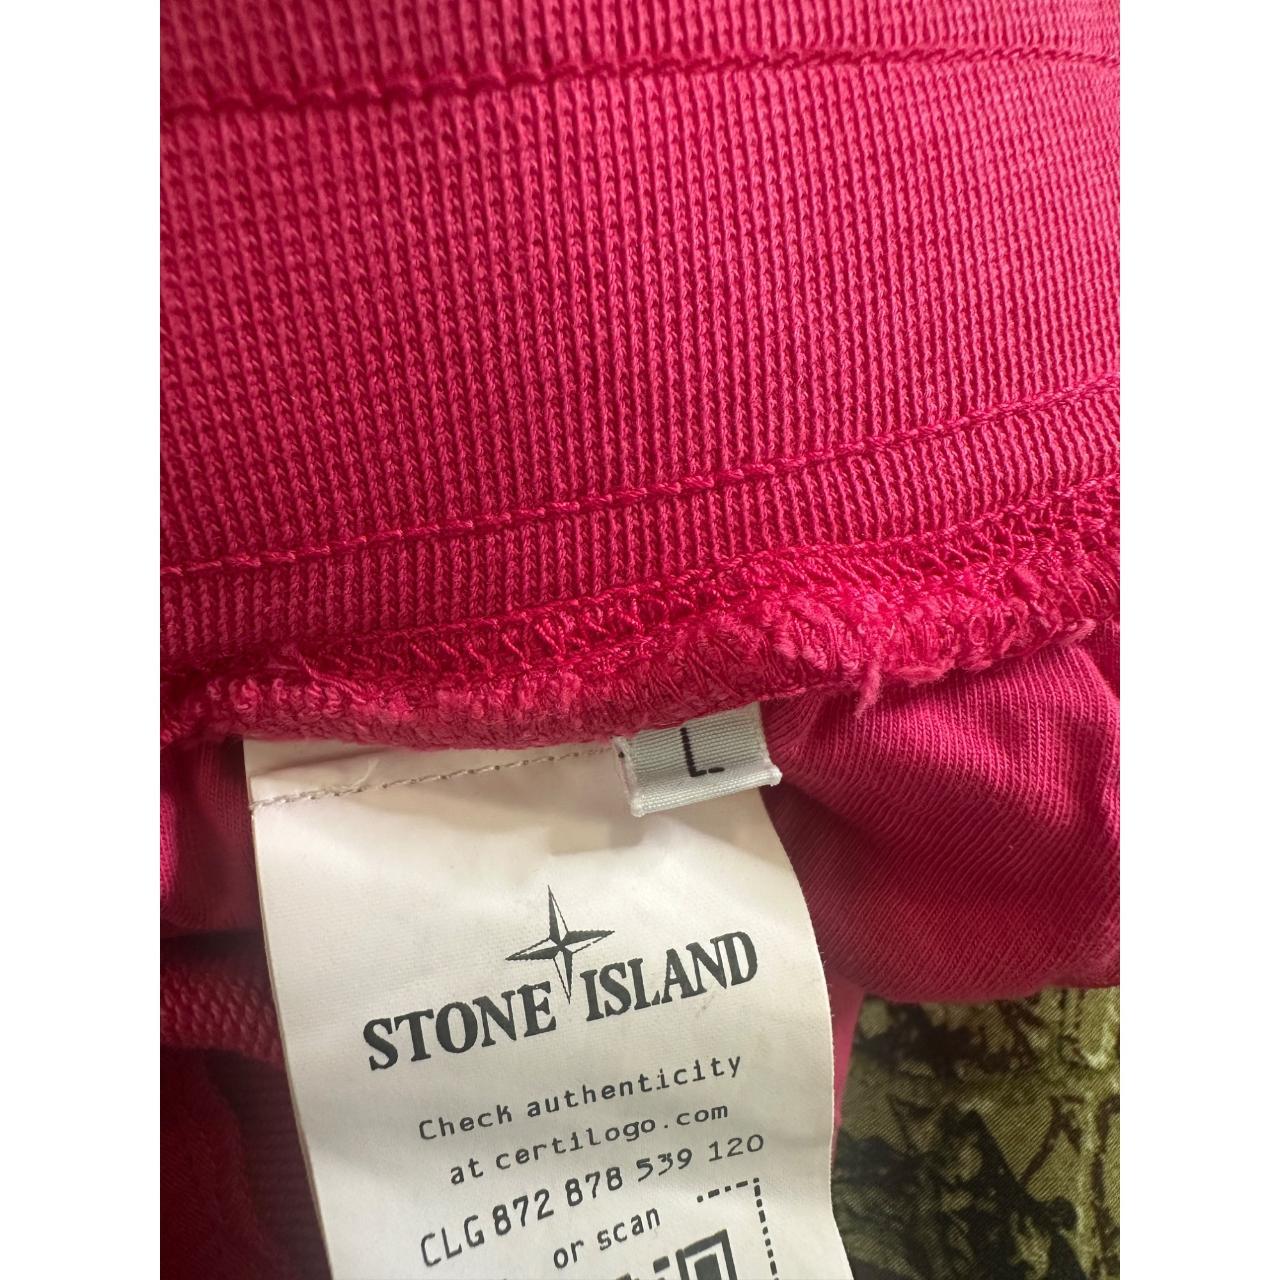 L
STONE ISLAND
Check authenticity
at certilogo.com
CLG 872 878 539 120
or scan